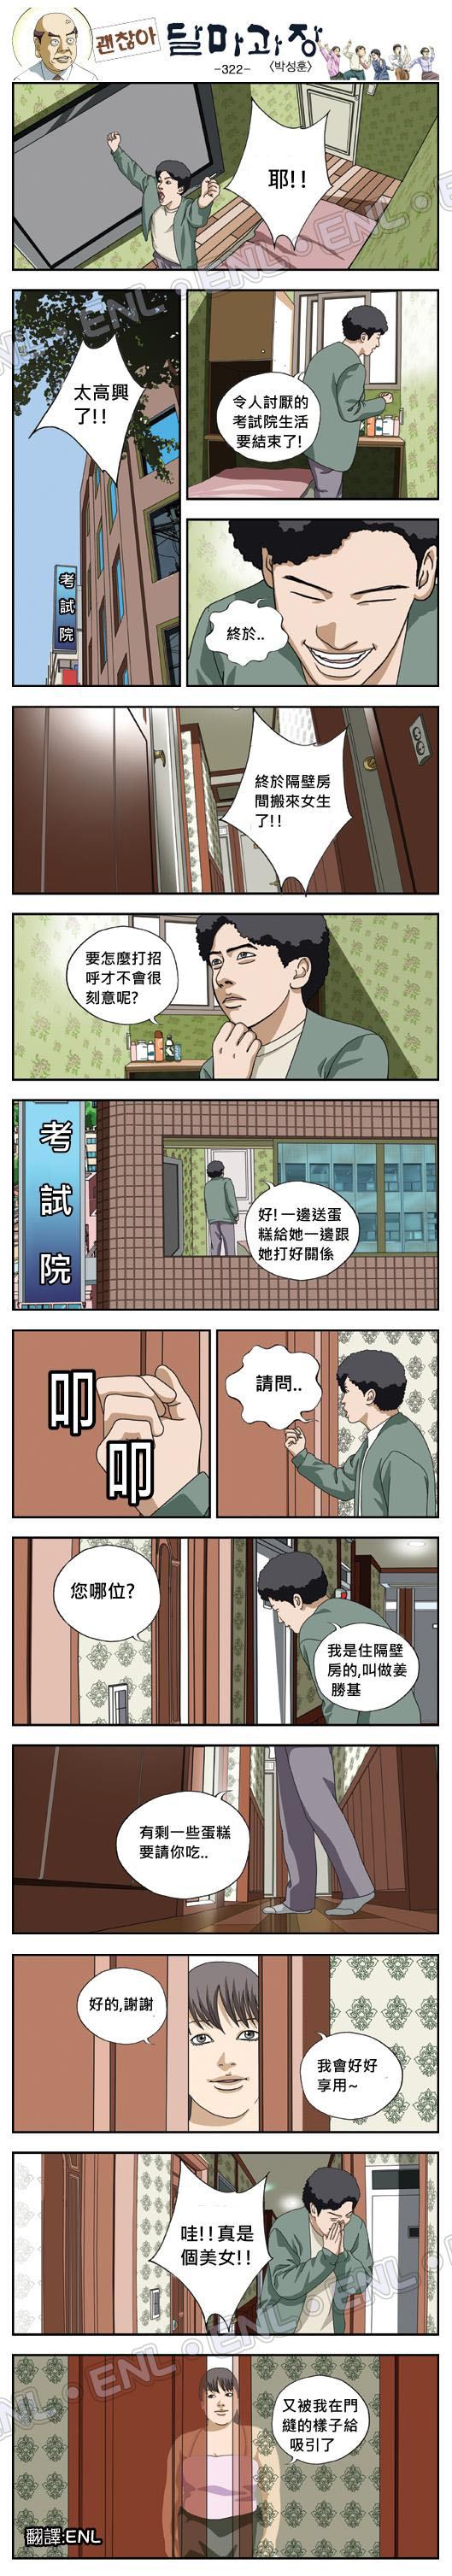 괜찮아 달마과장
-322- <박성훈>
耶!!
太高興
了!!
考試院
令人討厭的
考試院生活
要結束了!
終於..
終於隔壁房
間搬來女生
了!!
要怎麼打招
呼才不會很
刻意呢?
考試院
好!一邊送蛋
糕給她一邊跟
她打好關係
叩
叩
請問..
您哪位?
我是住隔壁
房的,叫做姜
勝基
有剩一些蛋糕
要請你吃..
好的,謝謝
我會好好
享用~
哇!!真是
個美女!!
又被我在門
縫的樣子給
吸引了
翻譯:ENL